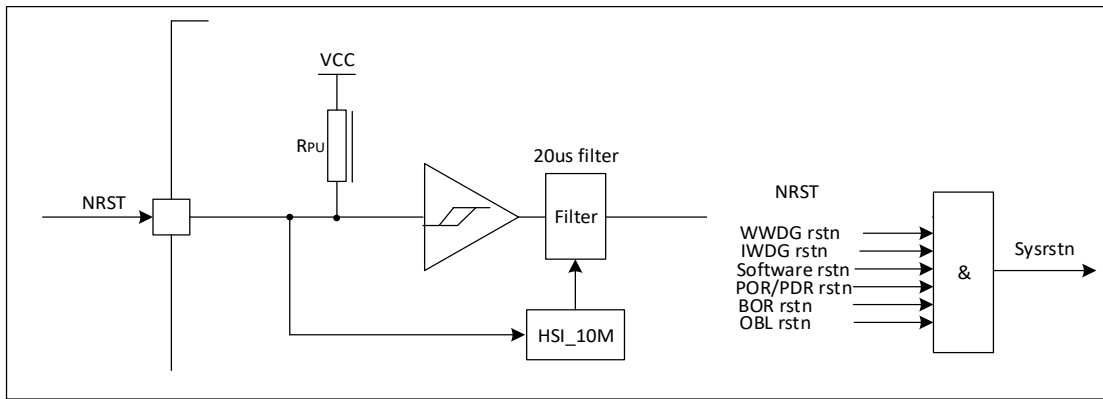 VCC
RPU
20us filter
NRST
Filter
NRST
WWDG rstn
IWDG rstn
Software rstn
POR/PDR rstn
BOR rstn
OBL rstn
&
Sysrstn
HSI_10M